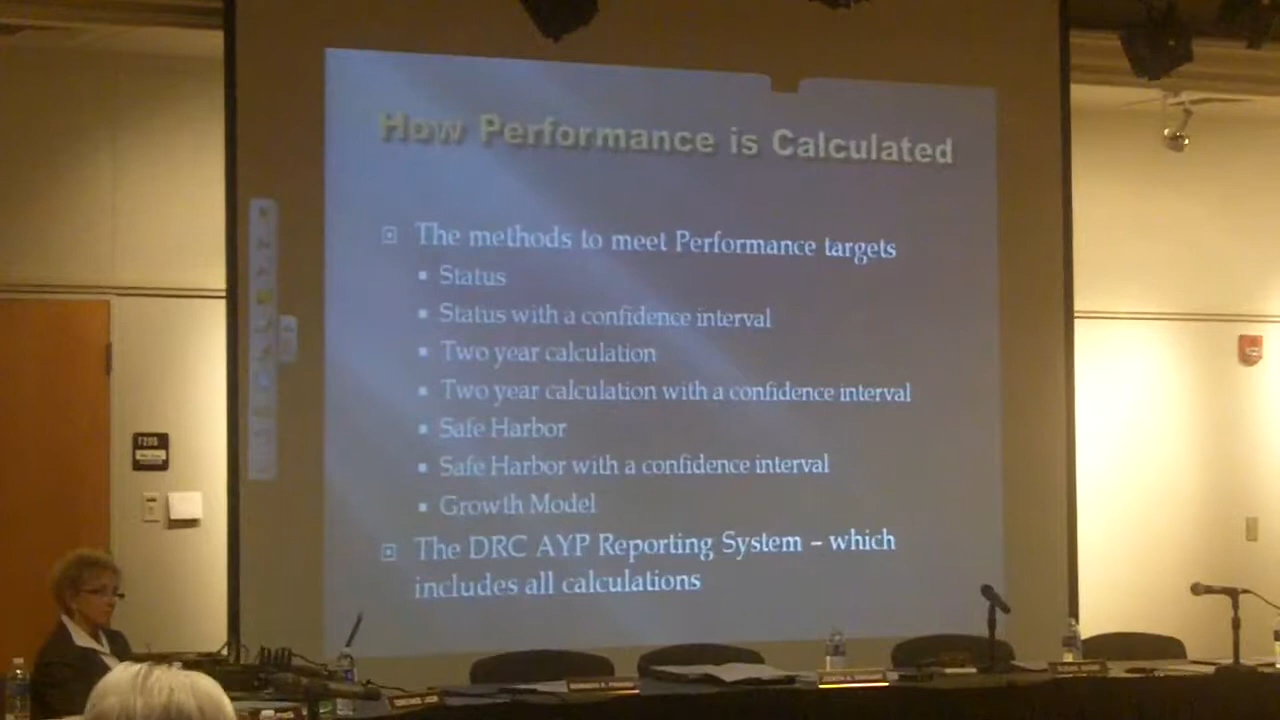 How Performance is Calculated
The methods to meet Performance targets
Status
Status with a confidence interval
Two year calculation
Two year calculation with a confidence interval
Safe Harbor
Safe Harbor with a confidence interval
Growth Model
The DRC AYP Reporting System – which
includes all calculations